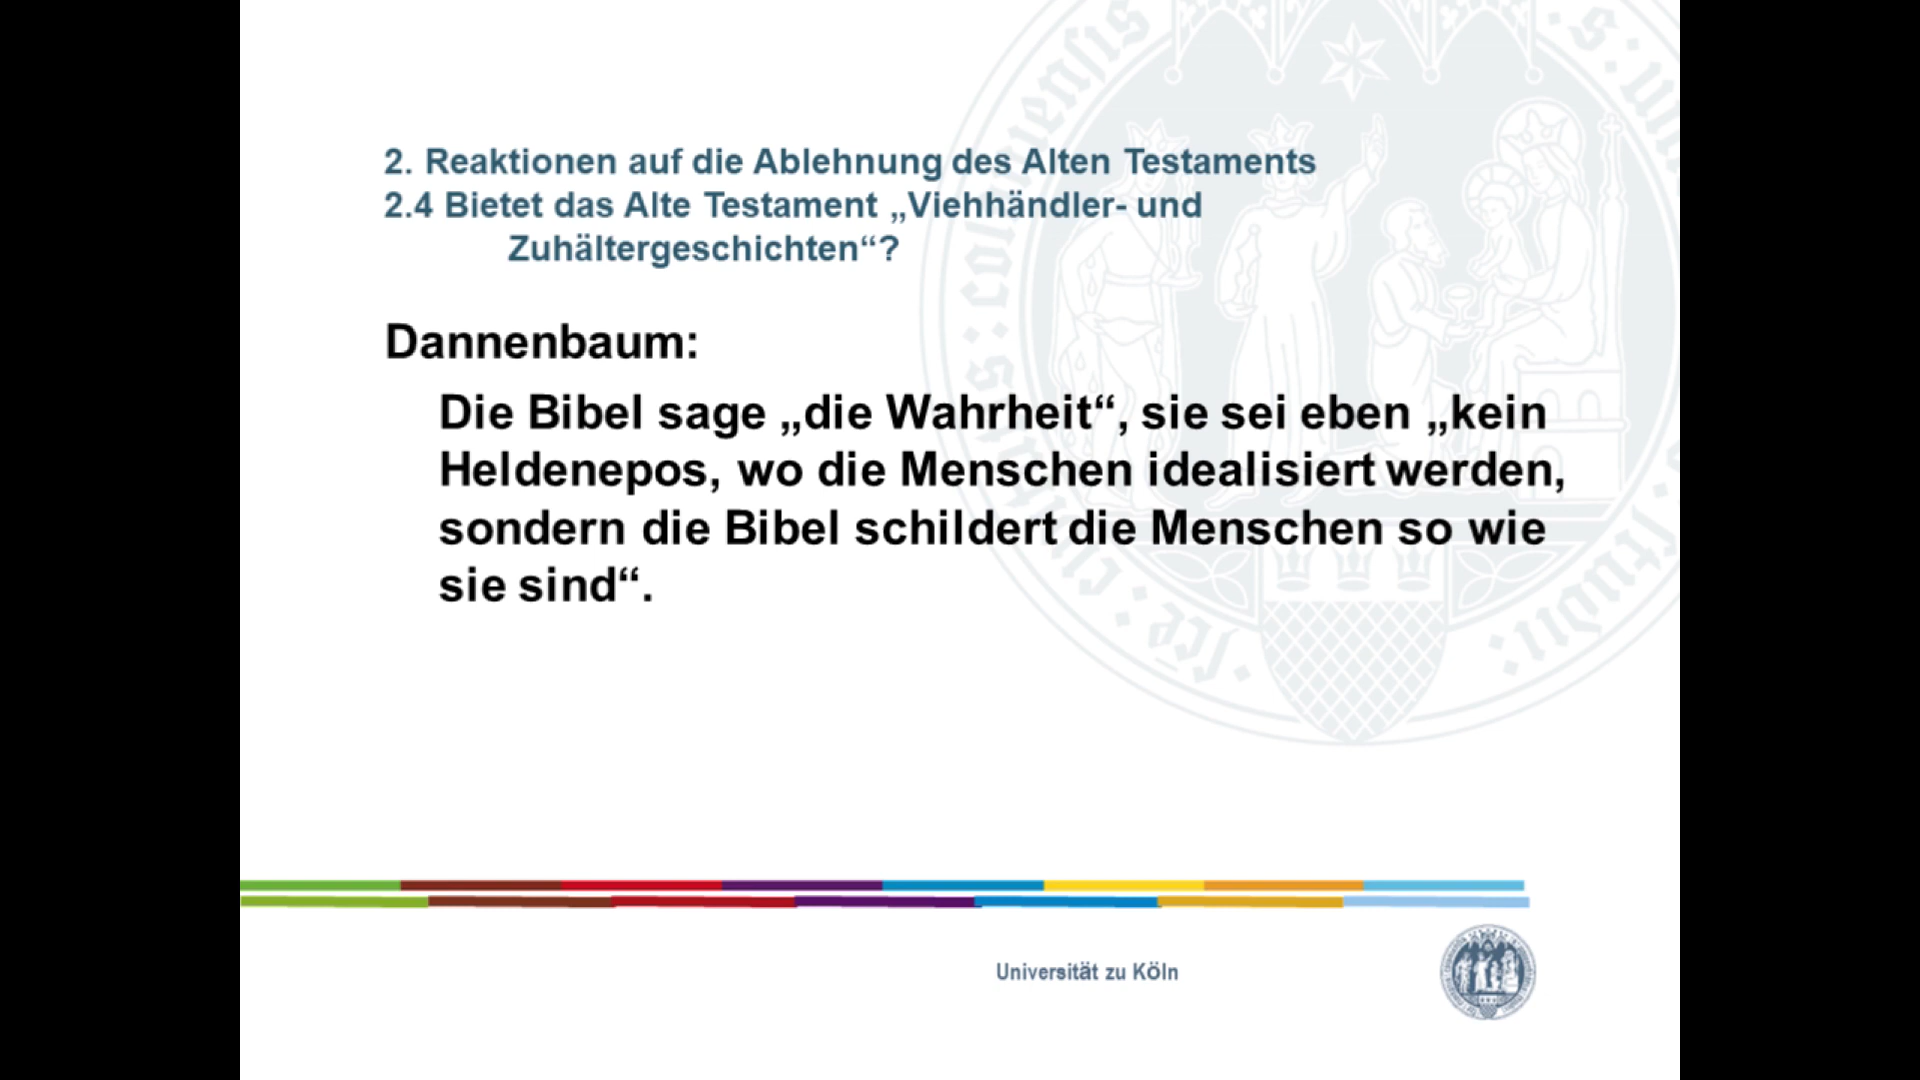 2. Reaktionen auf die Ablehnung des Alten Testaments
2.4 Bietet das Alte Testament „Viehhändler- und
Zuhältergeschichten“?
Dannenbaum:
Die Bibel sage „die Wahrheit“, sie sei eben „kein
Heldenepos, wo die Menschen idealisiert werden,
sondern die Bibel schildert die Menschen so wie
sie sind“.
Universität zu Köln